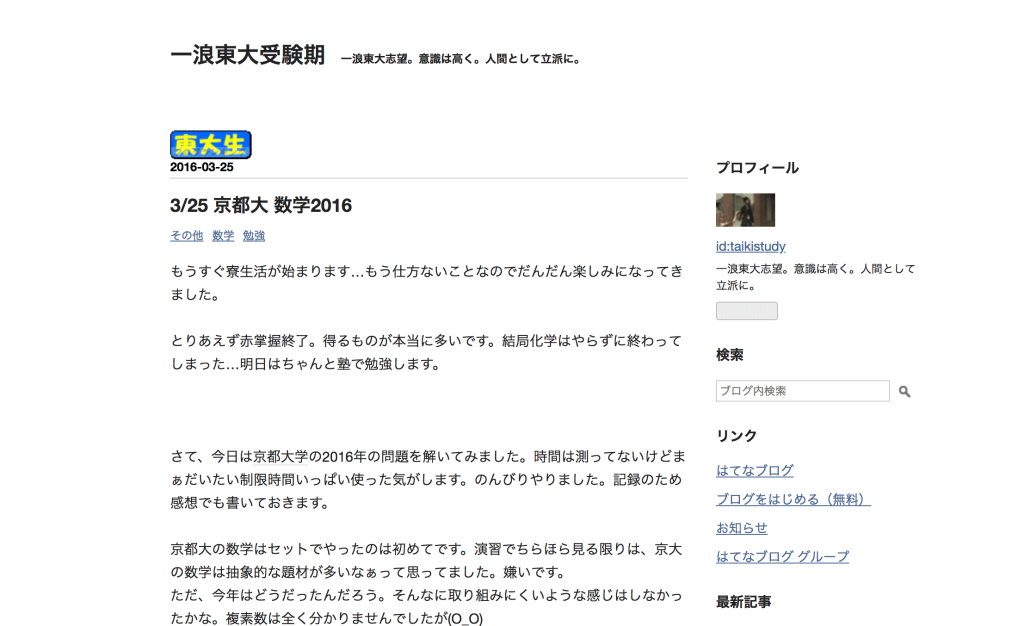 一浪東大受験期 一浪東大志望。意識は高く。人間として立派に。
東大生
2016-03-25
3/25 京都大 数学2016
その他 数学 勉強
もうすぐ寮生活が始まります…もう仕方ないことなのでだんだん楽しみになってき
ました。
とりあえず赤掌握終了。得るものが本当に多いです。結局化学はやらずに終わって
しまった…明日はちゃんと塾で勉強します。
さて、今日は京都大学の2016年の問題を解いてみました。時間は測ってないけどま
ぁだいたい制限時間いっぱい使った気がします。のんびりやりました。記録のため
感想でも書いておきます。
京都大の数学はセットでやったのは初めてです。演習でちらほら見る限りは、京大
の数学は抽象的な題材が多いなぁって思ってました。嫌いです。
ただ、今年はどうだったんだろう。そんなに取り組みにくいような感じはしなかっ
たかな。複素数は全く分かりませんでしたが(O_O)
プロフィール
id:taikistudy
一浪東大志望。意識は高く。人間として
立派に。
検索
ブログ内検索
リンク
はてなブログ
ブログをはじめる（無料）
お知らせ
はてなブログ グループ
最新記事